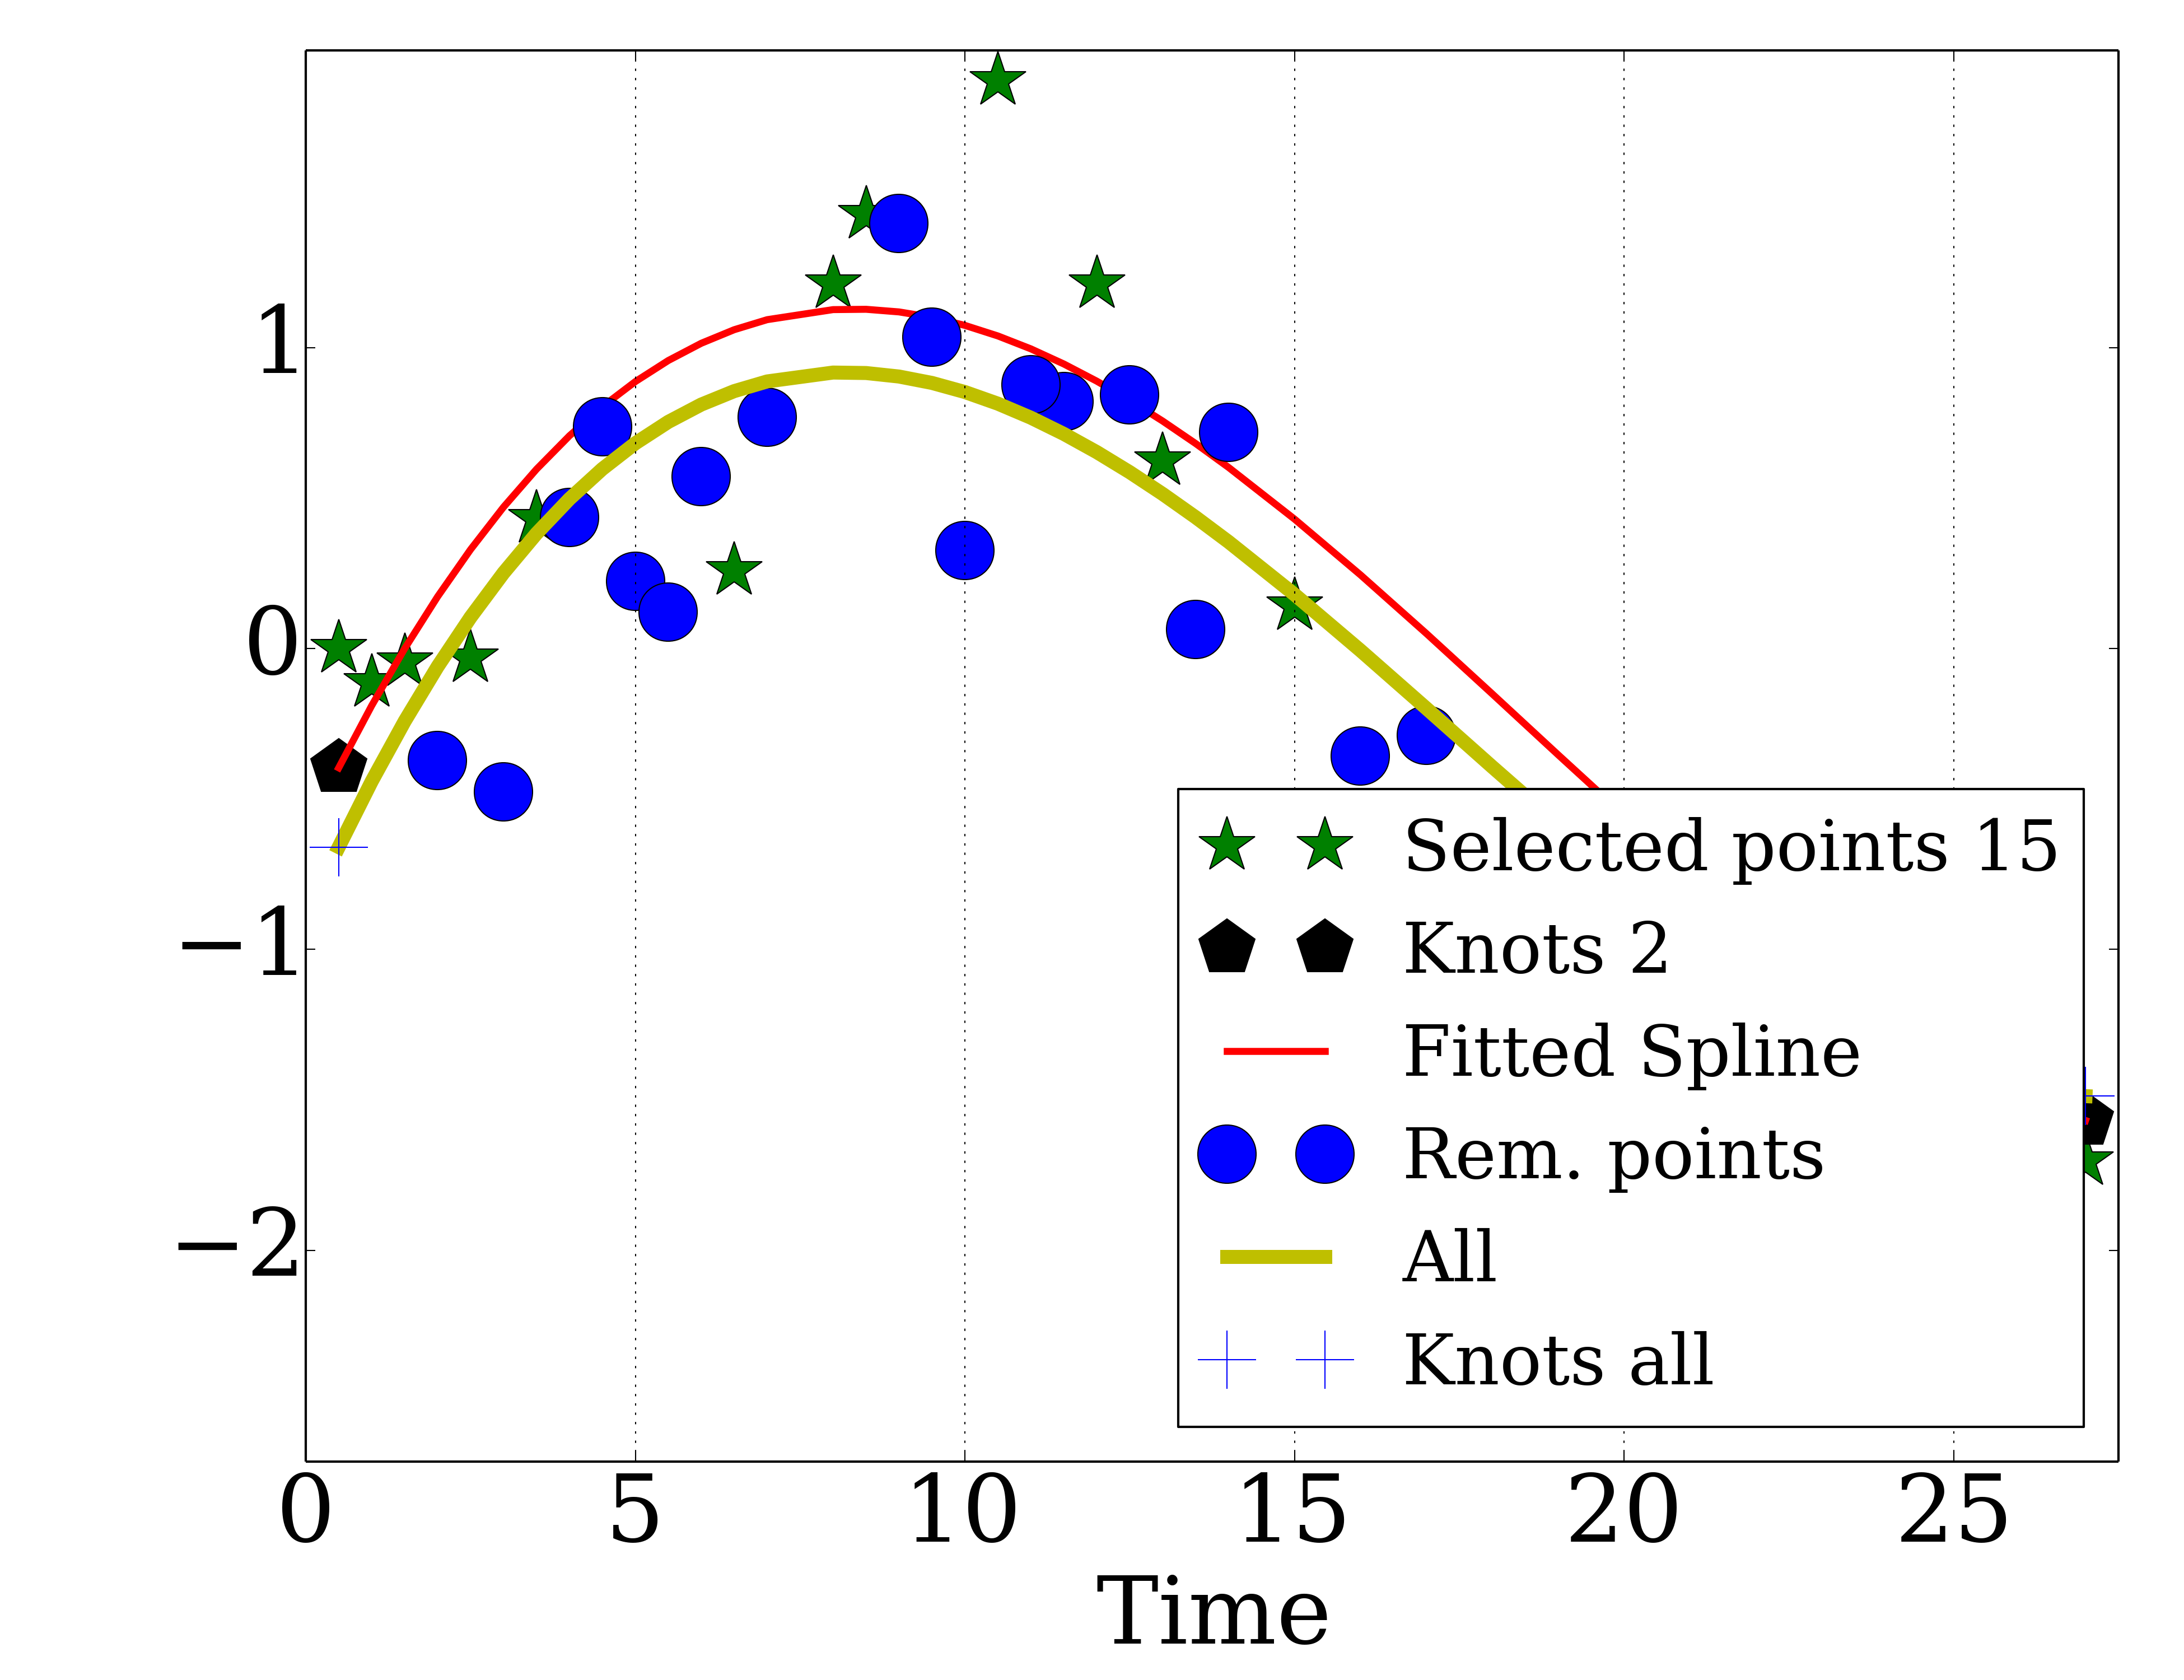 1
0
−1
−2
Selected points 15
Knots 2
Fitted Spline
Rem. points
All
Knots all
0 5 10 15 20 25
Time